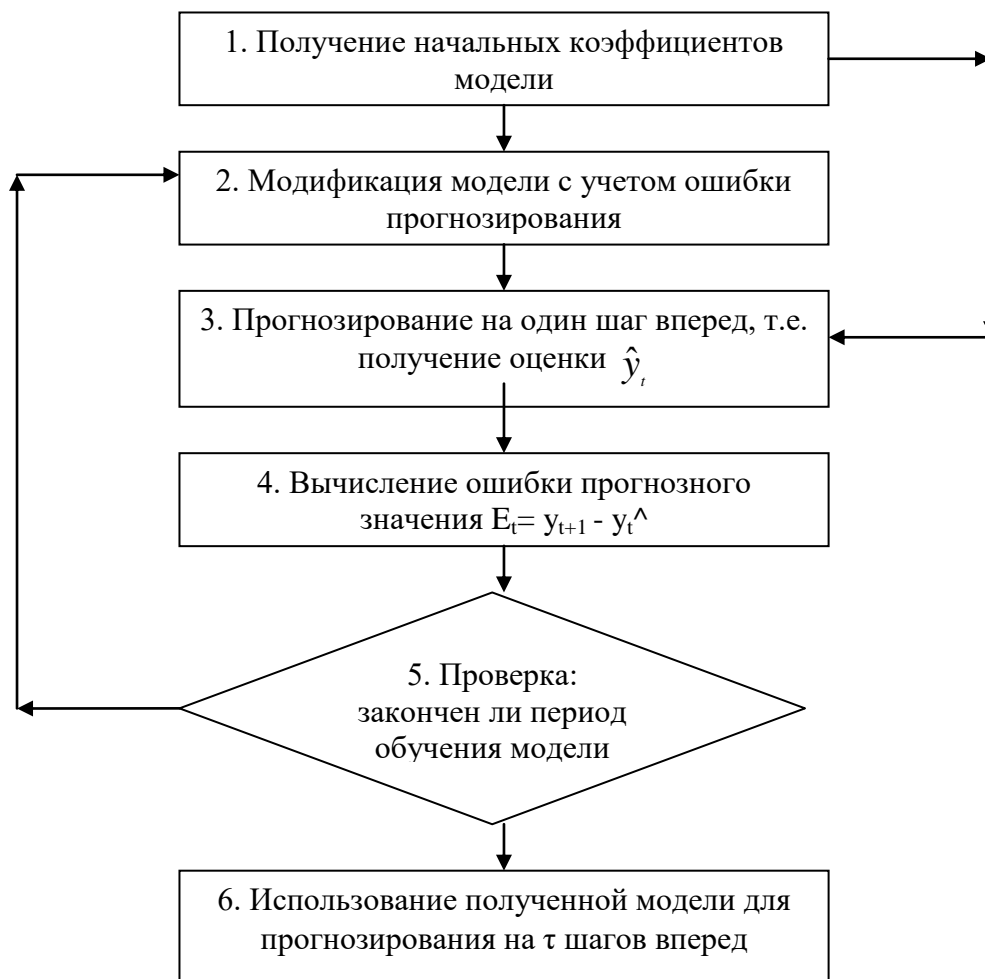 1. Получение начальных коэффициентов
модели
2. Модификация модели с учетом ошибки
прогнозирования
3. Прогнозирование на один шаг вперед, т.е.
получение оценки ŷₜ
4. Вычисление ошибки прогнозного
значения Eₜ= yₜ₊₁ - yₜ^
5. Проверка:
закончен ли период
обучения модели
6. Использование полученной модели для
прогнозирования на τ шагов вперед